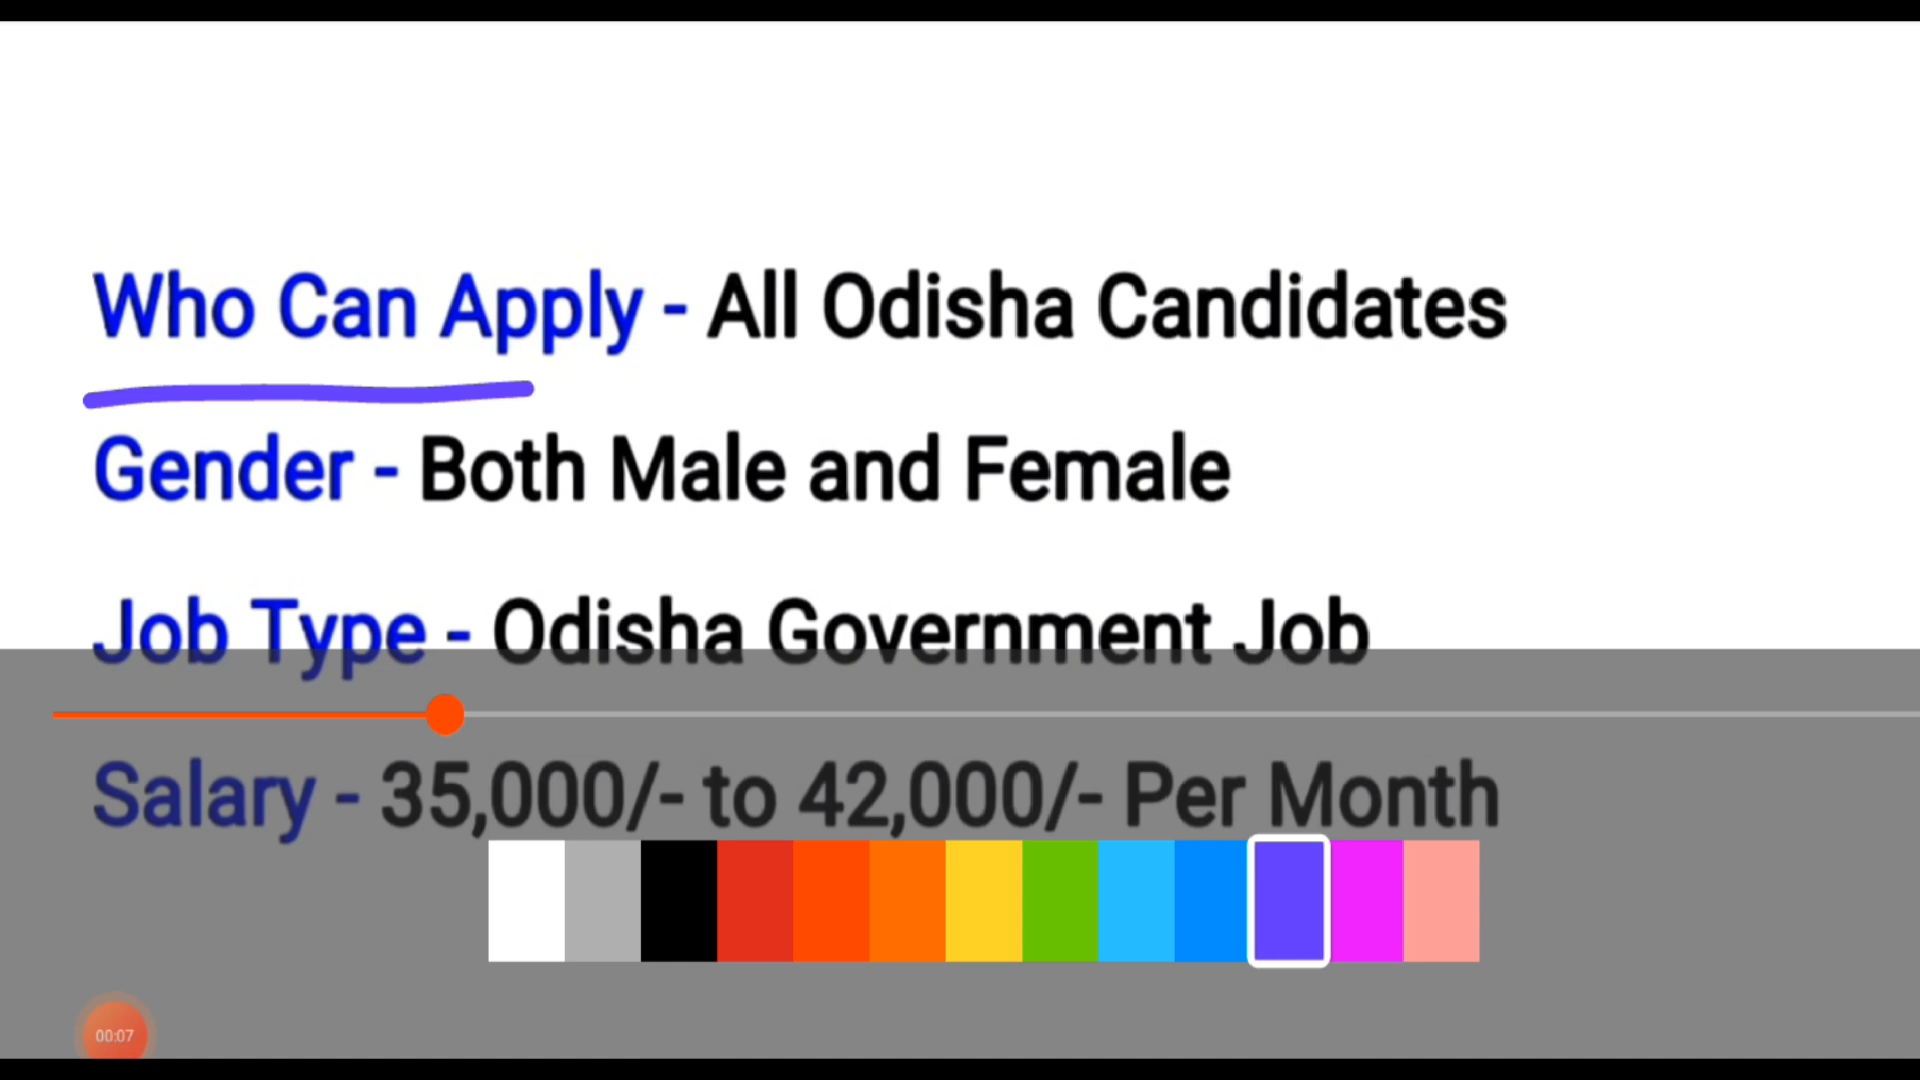 Who Can Apply - All Odisha Candidates
Gender - Both Male and Female
Job Type - Odisha Government Job
Salary - 35,000/- to 42,000/- Per Month
00:07